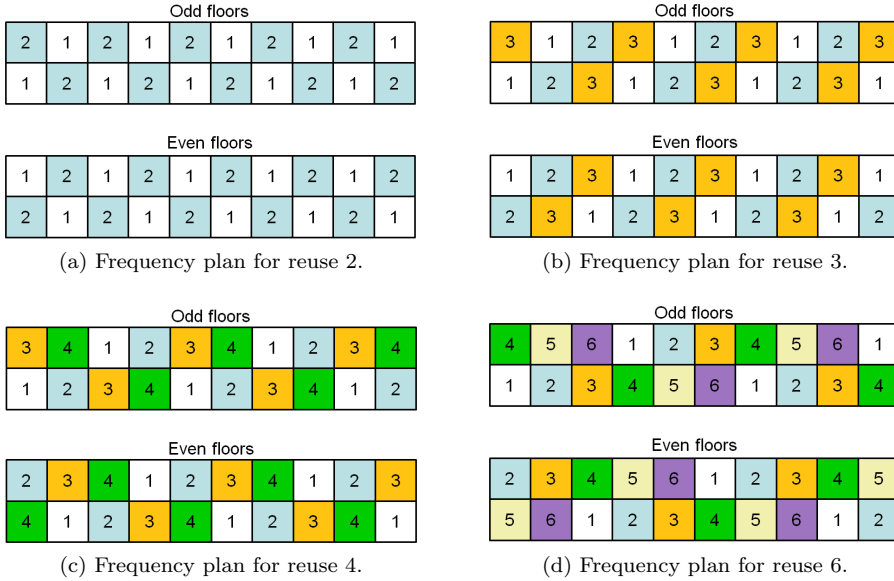 Odd floors
2 1 2 1 2 1 2 1 2 1
1 2 1 2 1 2 1 2 1 2
Even floors
1 2 1 2 1 2 1 2 1 2
2 1 2 1 2 1 2 1 2 1
(a) Frequency plan for reuse 2.
Odd floors
3 1 2 3 1 2 3 1 2 3
1 2 3 1 2 3 1 2 3 1
Even floors
1 2 3 1 2 3 1 2 3 1
2 3 1 2 3 1 2 3 1 2
(b) Frequency plan for reuse 3.
Odd floors
3 4 1 2 3 4 1 2 3 4
1 2 3 4 1 2 3 4 1 2
Even floors
2 3 4 1 2 3 4 1 2 3
4 1 2 3 4 1 2 3 4 1
(c) Frequency plan for reuse 4.
Odd floors
4 5 6 1 2 3 4 5 6 1
1 2 3 4 5 6 1 2 3 4
Even floors
2 3 4 5 6 1 2 3 4 5
5 6 1 2 3 4 5 6 1 2
(d) Frequency plan for reuse 6.